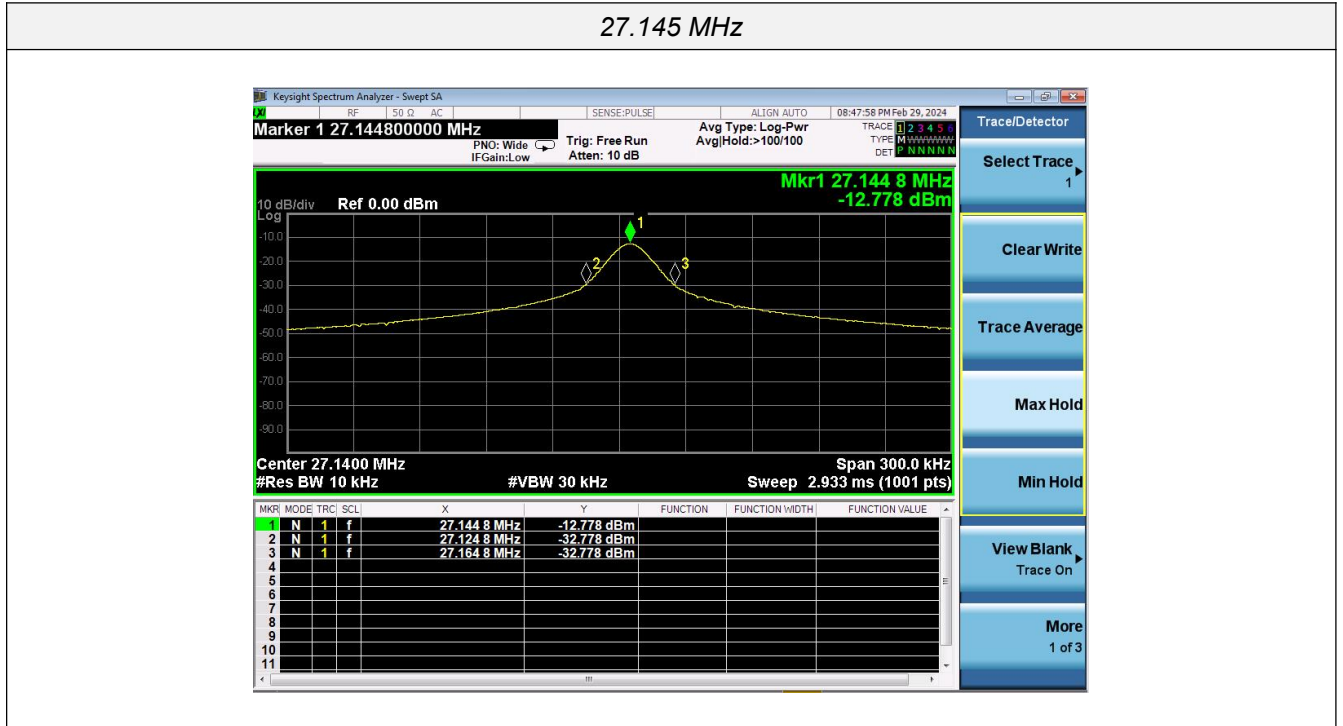 27.145 MHz
Keysight Spectrum Analyzer - Swept SA
LXI RF 50 Ω AC SENSE:PULSE ALIGN AUTO 08:47:58 PM Feb 29, 2024
Marker 1 27.144800000 MHz
PNO: Wide
IFGain:Low
Trig: Free Run
Atten: 10 dB
Avg Type: Log-Pwr
Avg|Hold:>100/100
TRACE 1 2 3 4 5 6
TYPE M WWWWW
DET P N N N N N
Mkr1 27.144 8 MHz
-12.778 dBm
10 dB/div Ref 0.00 dBm
Log
-10.0
-20.0
-30.0
-40.0
-50.0
-60.0
-70.0
-80.0
-90.0
1
2
3
Center 27.1400 MHz Span 300.0 kHz
#Res BW 10 kHz #VBW 30 kHz Sweep 2.933 ms (1001 pts)
MKR MODE TRC SCL X Y FUNCTION FUNCTION WIDTH FUNCTION VALUE
1 N 1 f 27.144 8 MHz -12.778 dBm
2 N 1 f 27.124 8 MHz -32.778 dBm
3 N 1 f 27.164 8 MHz -32.778 dBm
4
5
6
7
8
9
10
11
Trace/Detector
Select Trace
1
Clear Write
Trace Average
Max Hold
Min Hold
View Blank
Trace On
More
1 of 3